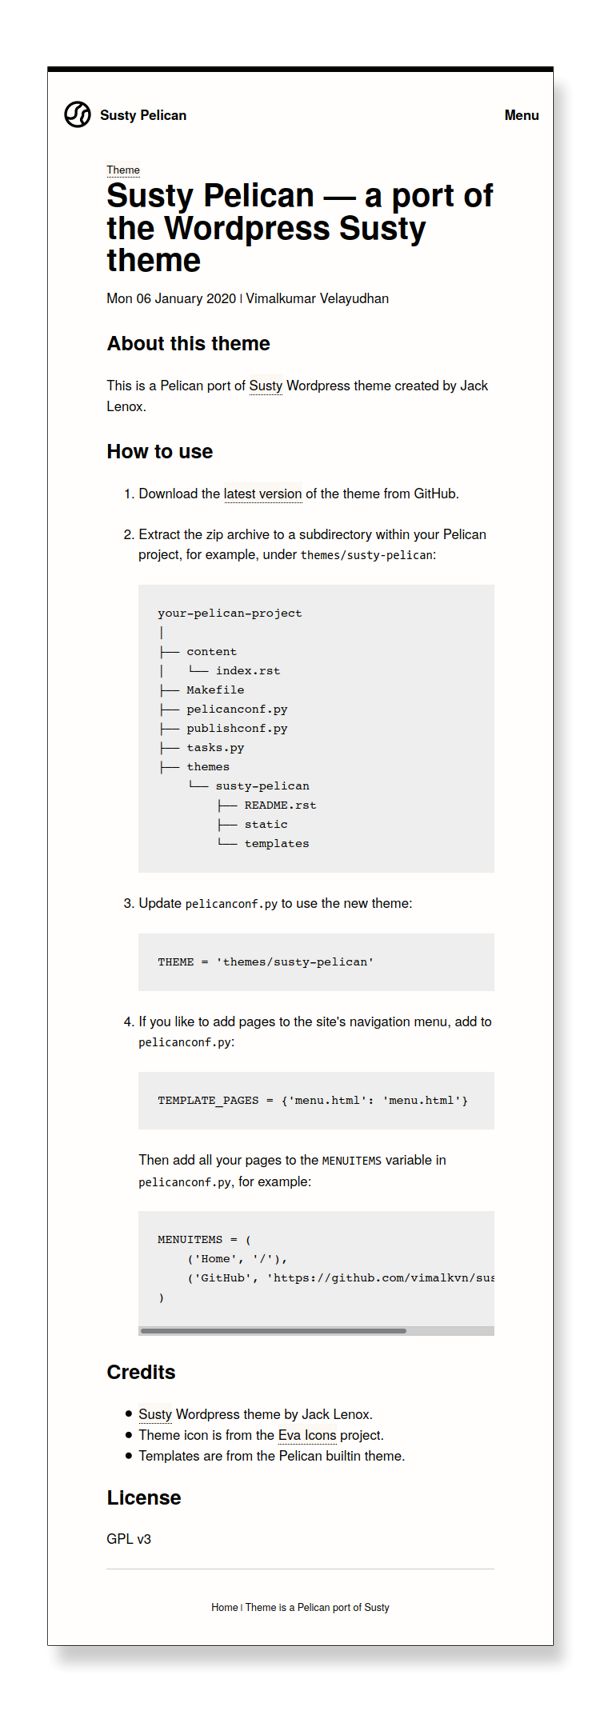 Susty Pelican
Menu
Theme
Susty Pelican — a port of
the Wordpress Susty
theme
Mon 06 January 2020 | Vimalkumar Velayudhan
About this theme
This is a Pelican port of Susty Wordpress theme created by Jack
Lenox.
How to use
1. Download the latest version of the theme from GitHub.
2. Extract the zip archive to a subdirectory within your Pelican
project, for example, under themes/susty-pelican:
your-pelican-project
│
├── content
│   └── index.rst
├── Makefile
├── pelicanconf.py
├── publishconf.py
├── tasks.py
├── themes
    └── susty-pelican
        ├── README.rst
        ├── static
        └── templates
3. Update pelicanconf.py to use the new theme:
THEME = 'themes/susty-pelican'
4. If you like to add pages to the site's navigation menu, add to
pelicanconf.py:
TEMPLATE_PAGES = {'menu.html': 'menu.html'}
Then add all your pages to the MENUITEMS variable in
pelicanconf.py, for example:
MENUITEMS = (
    ('Home', '/'),
    ('GitHub', 'https://github.com/vimalkvn/sus
)
Credits
● Susty Wordpress theme by Jack Lenox.
● Theme icon is from the Eva Icons project.
● Templates are from the Pelican builtin theme.
License
GPL v3
Home | Theme is a Pelican port of Susty